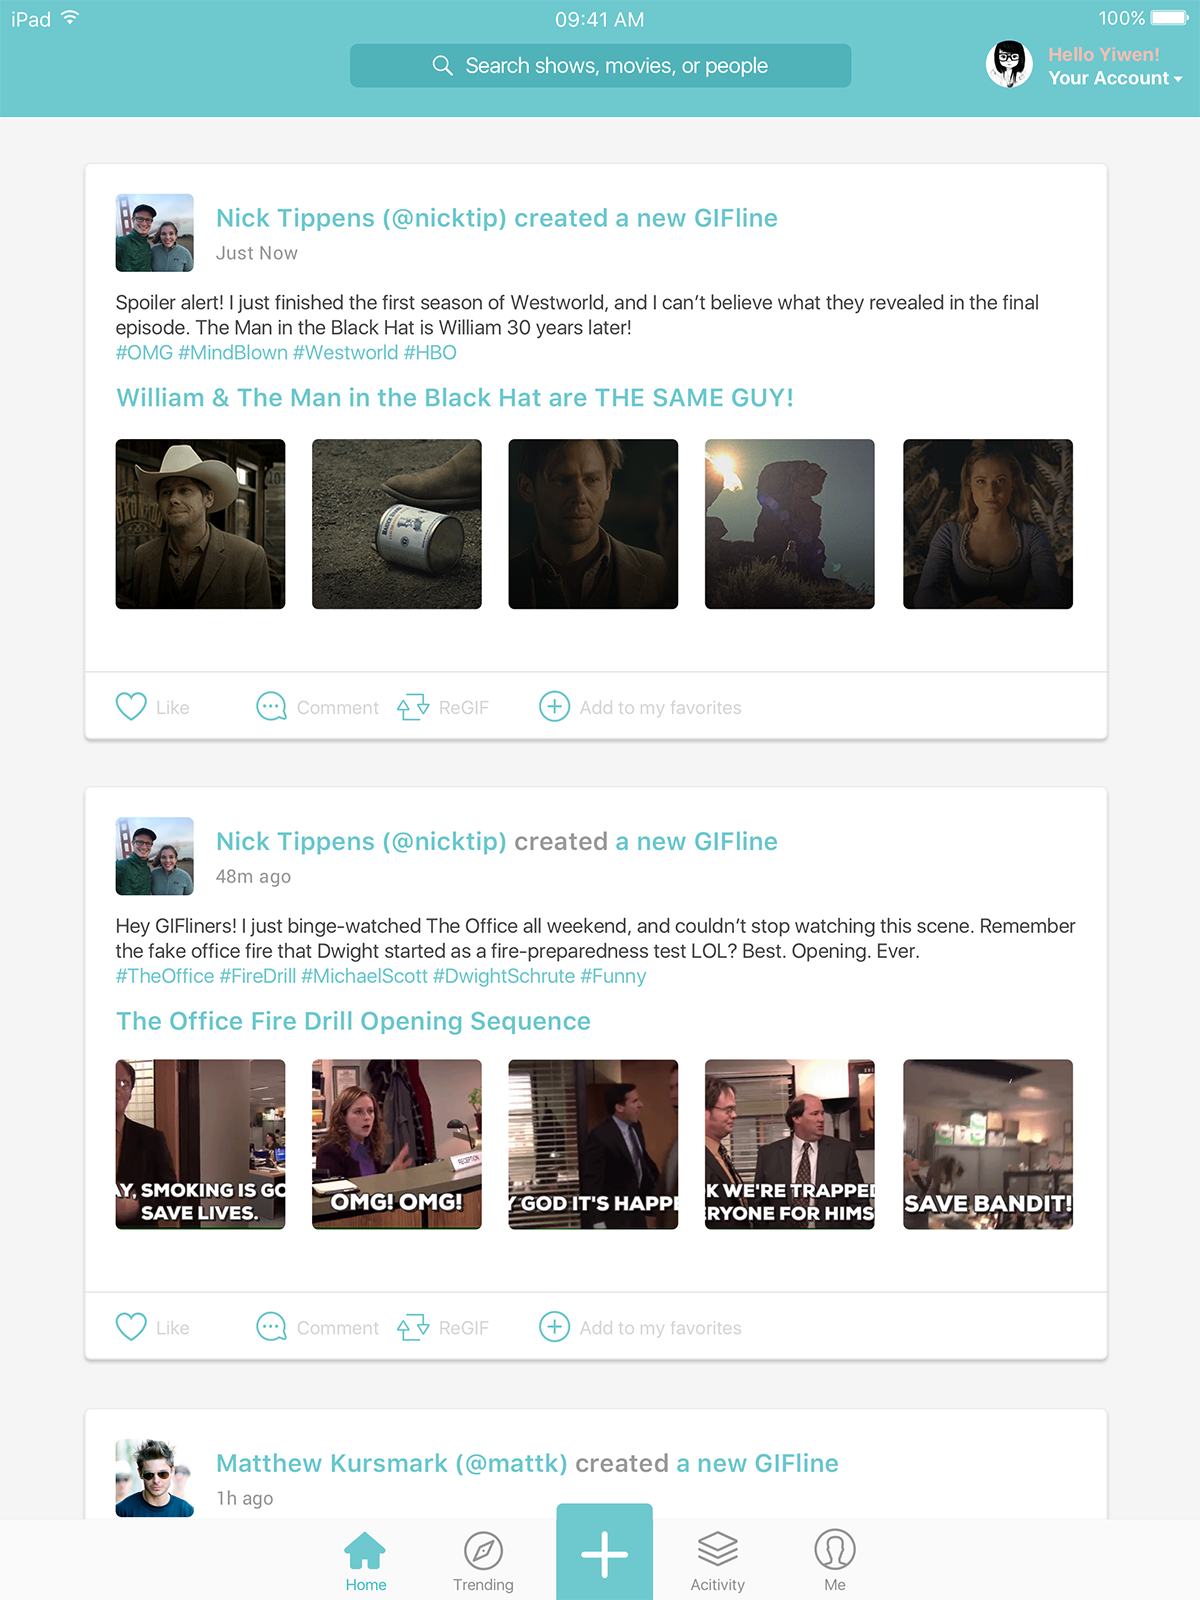 iPad 09:41 AM 100%
Search shows, movies, or people
Hello Yiwen!
Your Account
Nick Tippens (@nicktip) created a new GIFline
Just Now
Spoiler alert! I just finished the first season of Westworld, and I can't believe what they revealed in the final
episode. The Man in the Black Hat is William 30 years later!
#OMG #MindBlown #Westworld #HBO
William & The Man in the Black Hat are THE SAME GUY!
Like Comment ReGIF Add to my favorites
Nick Tippens (@nicktip) created a new GIFline
48m ago
Hey GIFliners! I just binge-watched The Office all weekend, and couldn't stop watching this scene. Remember
the fake office fire that Dwight started as a fire-preparedness test LOL? Best. Opening. Ever.
#TheOffice #FireDrill #MichaelScott #DwightSchrute #Funny
The Office Fire Drill Opening Sequence
Y, SMOKING IS GO
SAVE LIVES.
RECEPTION
OMG! OMG!
Y GOD IT'S HAPPE
K WE'RE TRAPPED
ERYONE FOR HIMS
SAVE BANDIT!
Like Comment ReGIF Add to my favorites
Matthew Kursmark (@mattk) created a new GIFline
1h ago
Home Trending Acitivity Me